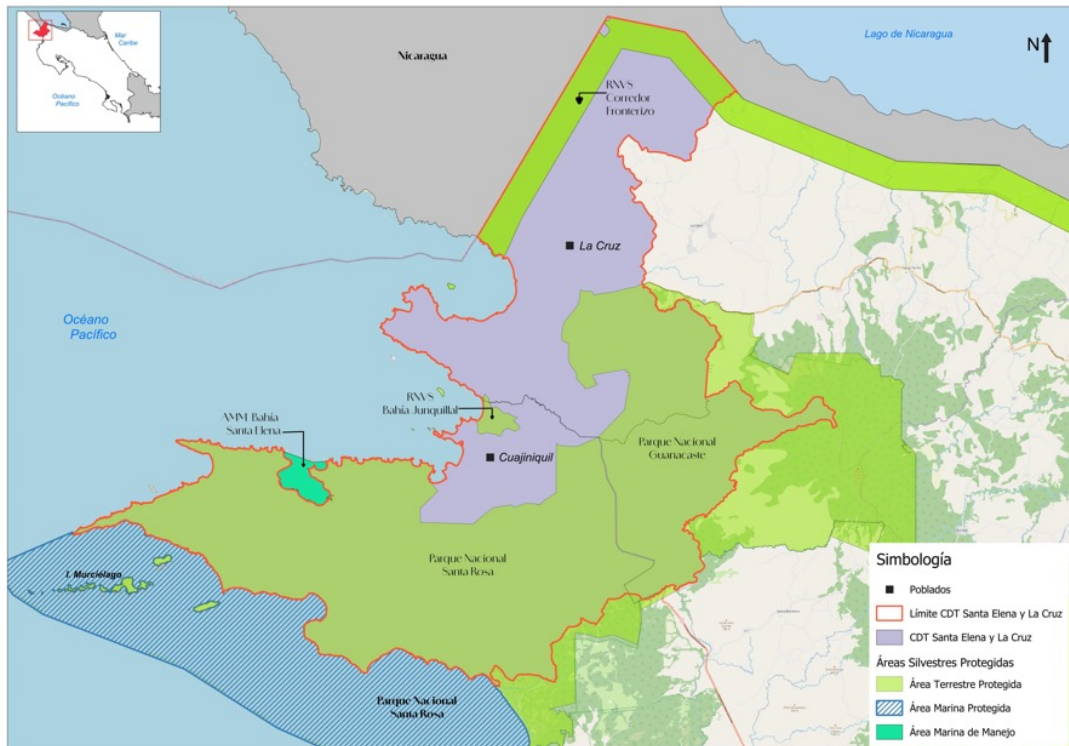 Mar
Caribe
Océano
Pacífico
Nicaragua
Lago de Nicaragua
N
RNVS
Corredor
Fronterizo
La Cruz
Océano
Pacífico
RNVS
Bahía Junquillal
AMM Bahía
Santa Elena
Cuajiniquil
Parque Nacional
Guanacaste
Parque Nacional
Santa Rosa
I. Murciélago
Parque Nacional
Santa Rosa
Simbología
Poblados
Límite CDT Santa Elena y La Cruz
CDT Santa Elena y La Cruz
Áreas Silvestres Protegidas
Área Terrestre Protegida
Área Marina Protegida
Área Marina de Manejo